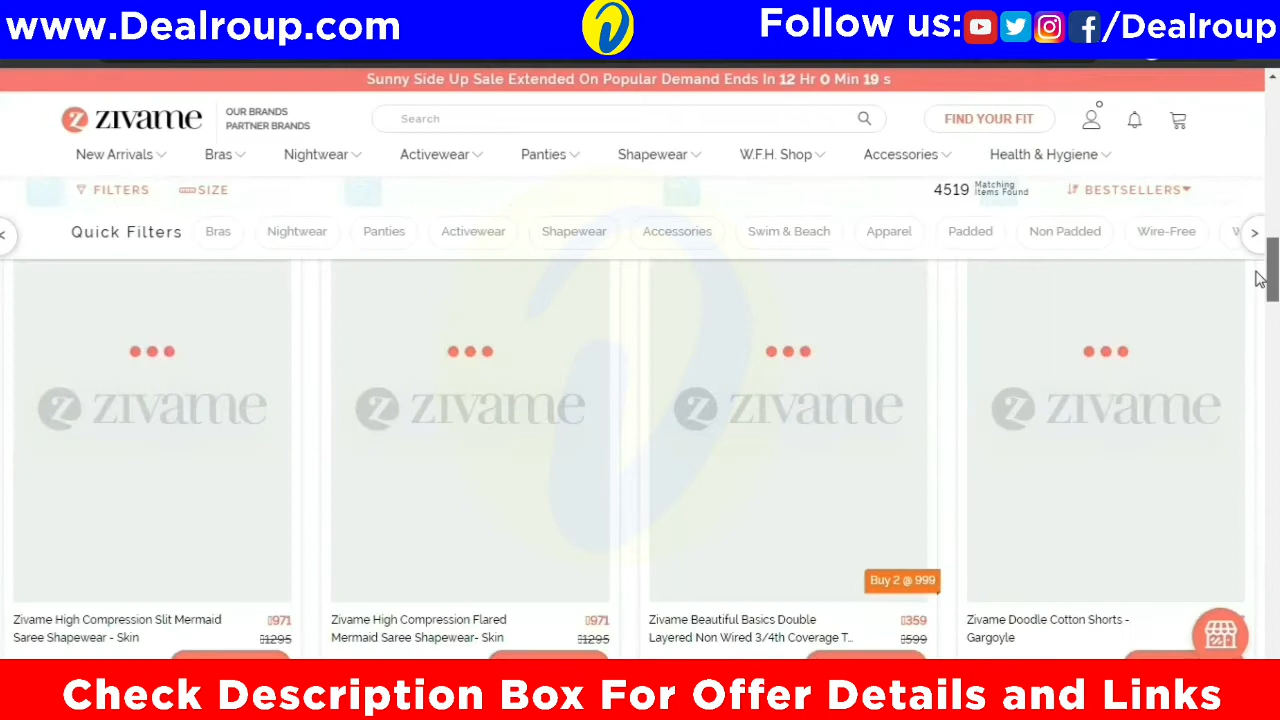 www.Dealroup.com
Follow us: /Dealroup
Sunny Side Up Sale Extended On Popular Demand Ends In 12 Hr 0 Min 19 s
zivame
OUR BRANDS
PARTNER BRANDS
Search
FIND YOUR FIT
New Arrivals Bras Nightwear Activewear Panties Shapewear W.F.H. Shop Accessories Health & Hygiene
FILTERS SIZE 4519 Matching Items Found BESTSELLERS
Quick Filters Bras Nightwear Panties Activewear Shapewear Accessories Swim & Beach Apparel Padded Non Padded Wire-Free
zivame zivame zivame zivame
Buy 2 @ 999
Zivame High Compression Slit Mermaid 971
Saree Shapewear - Skin 1295
Zivame High Compression Flared 971
Mermaid Saree Shapewear- Skin 1295
Zivame Beautiful Basics Double 359
Layered Non Wired 3/4th Coverage T... 599
Zivame Doodle Cotton Shorts -
Gargoyle
Check Description Box For Offer Details and Links